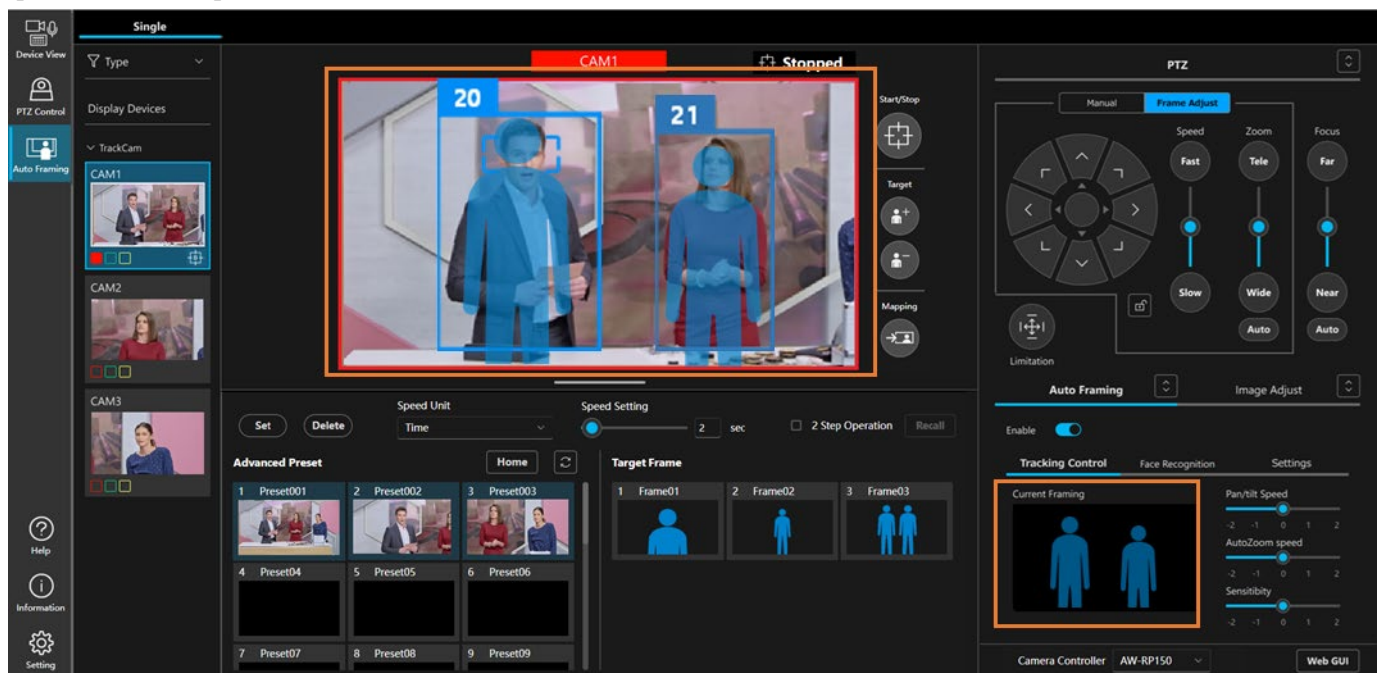 Single
Device View
PTZ Control
Auto Framing
Help
Information
Setting
Type
Display Devices
TrackCam
CAM1
CAM2
CAM3
CAM1
Stopped
20
21
Start/Stop
Target
Mapping
Set Delete
Speed Unit
Time
Speed Setting
2 sec
2 Step Operation
Recall
Advanced Preset
Home
1 Preset001
2 Preset002
3 Preset003
4 Preset04
5 Preset05
6 Preset06
7 Preset07
8 Preset08
9 Preset09
Target Frame
1 Frame01
2 Frame02
3 Frame03
PTZ
Manual Frame Adjust
Speed Zoom Focus
Fast Tele Far
Slow Wide Near
Auto Auto
Limitation
Auto Framing
Image Adjust
Enable
Tracking Control Face Recognition Settings
Current Framing
Pan/tilt Speed
-2 -1 0 1 2
AutoZoom speed
-2 -1 0 1 2
Sensitibity
-2 -1 0 1 2
Camera Controller AW-RP150
Web GUI